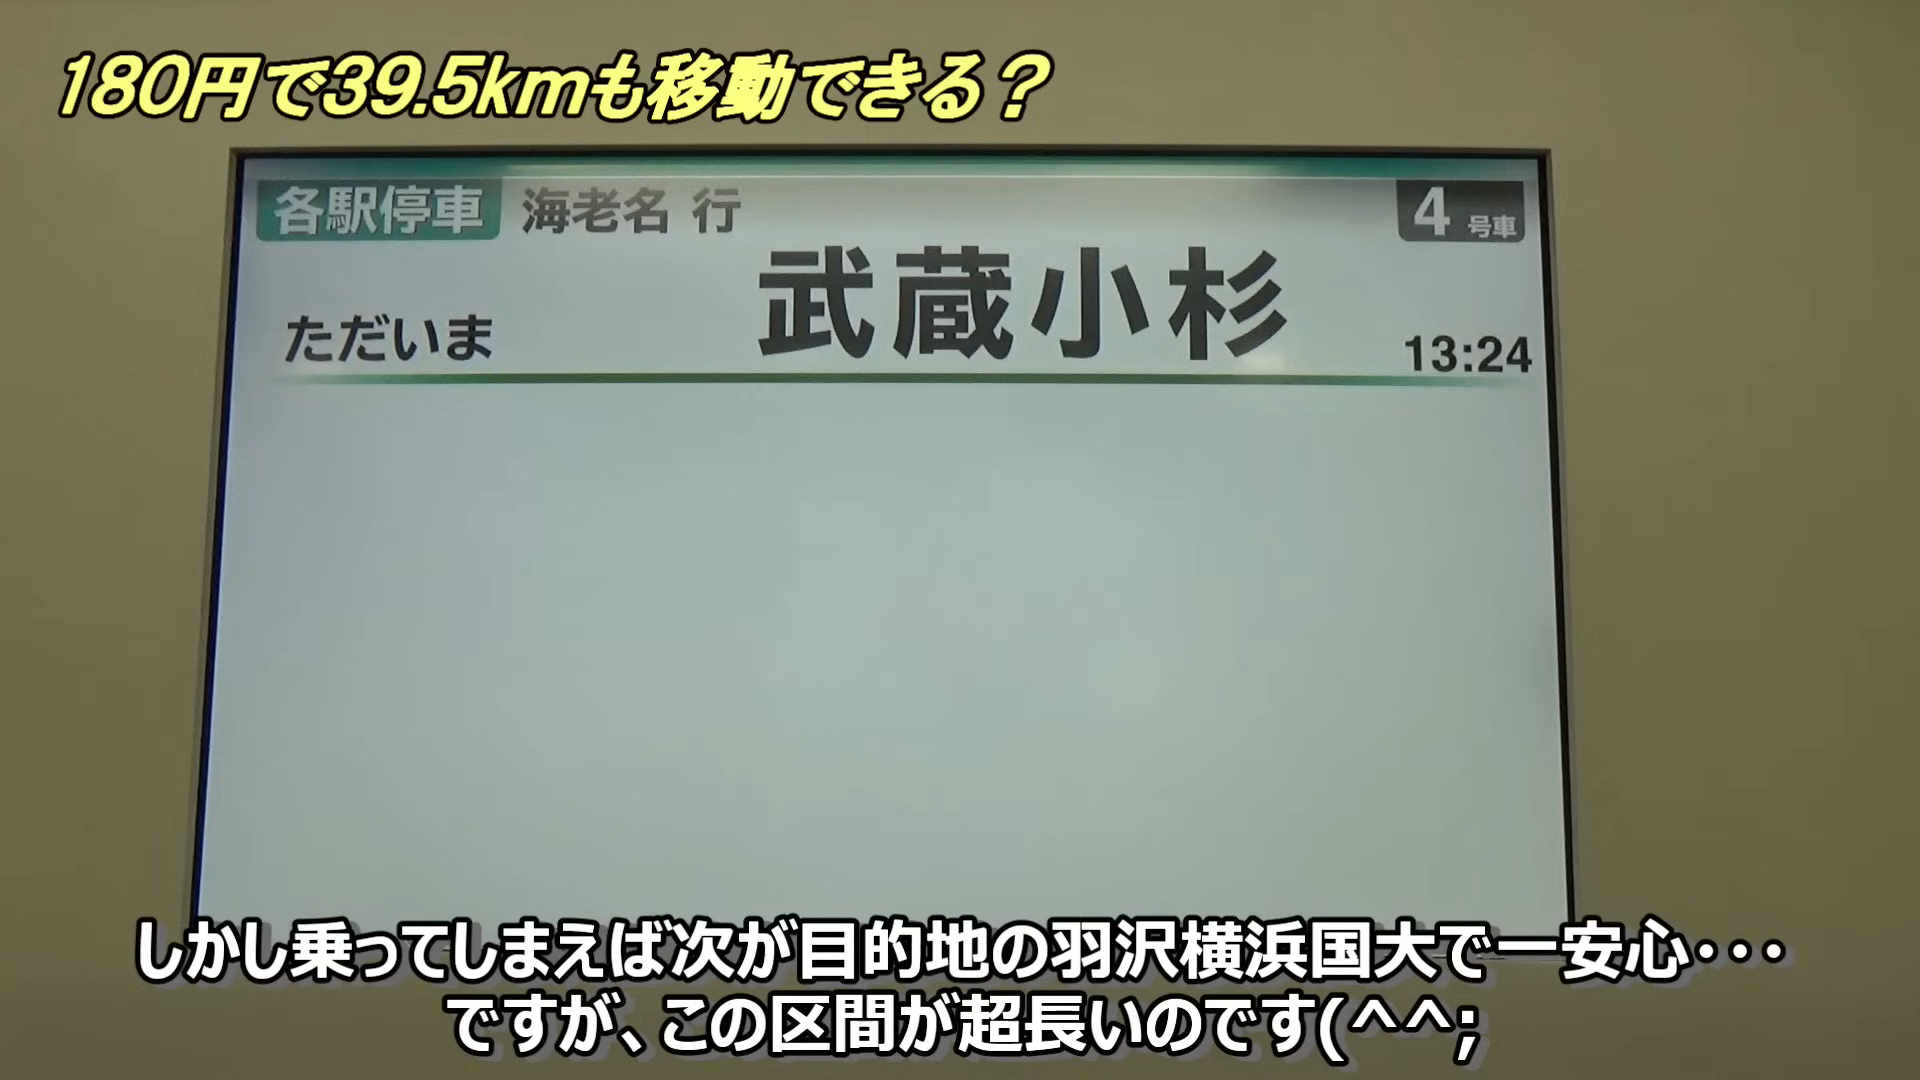 180円で39.5kmも移動できる？
各駅停車 海老名 行
4号車
ただいま 武蔵小杉 13:24
しかし乗ってしまえば次が目的地の羽沢横浜国大で一安心･･･
ですが、この区間が超長いのです(^^;